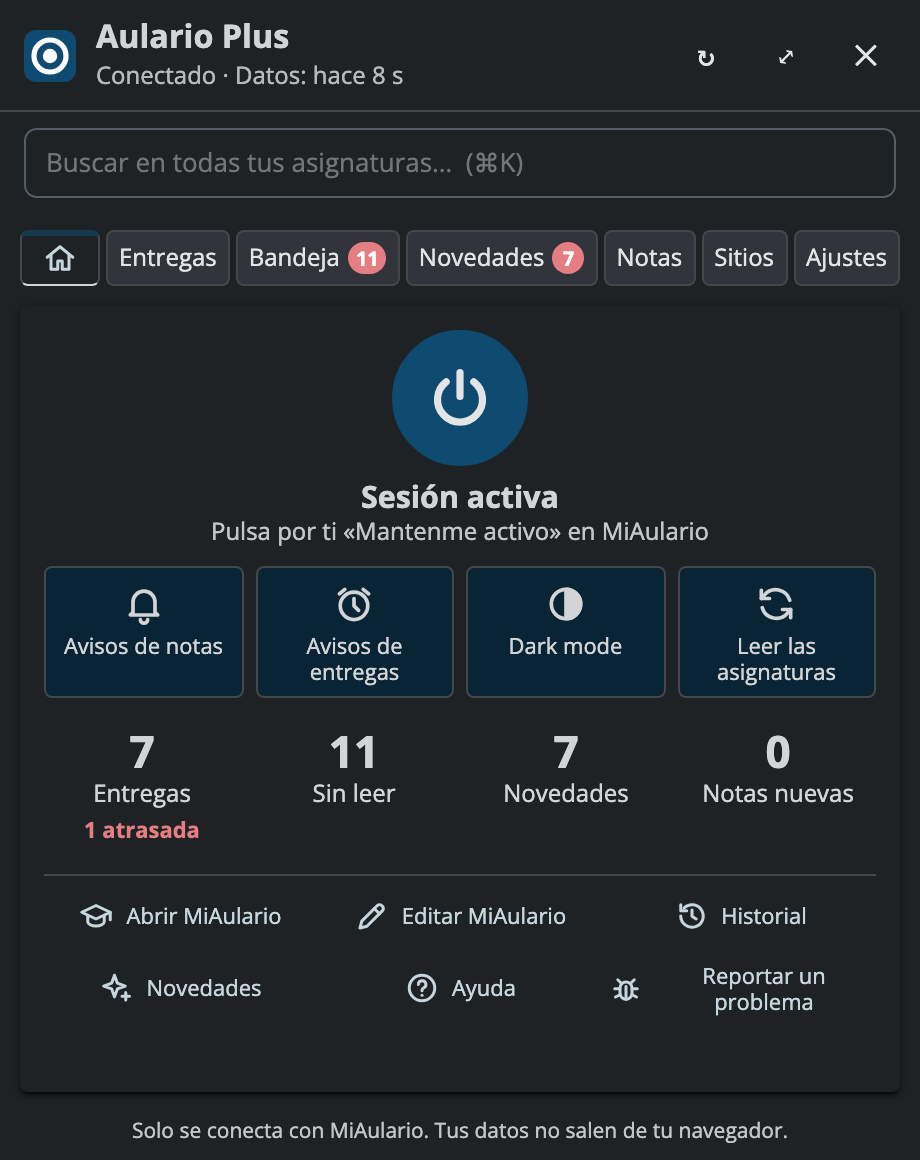 Aulario Plus
Conectado · Datos: hace 8 s
Buscar en todas tus asignaturas... (⌘K)
Entregas
Bandeja 11
Novedades 7
Notas
Sitios
Ajustes
Sesión activa
Pulsa por ti «Mantenme activo» en MiAulario
Avisos de notas
Avisos de
entregas
Dark mode
Leer las
asignaturas
7
Entregas
1 atrasada
11
Sin leer
7
Novedades
0
Notas nuevas
Abrir MiAulario
Editar MiAulario
Historial
Novedades
Ayuda
Reportar un
problema
Solo se conecta con MiAulario. Tus datos no salen de tu navegador.